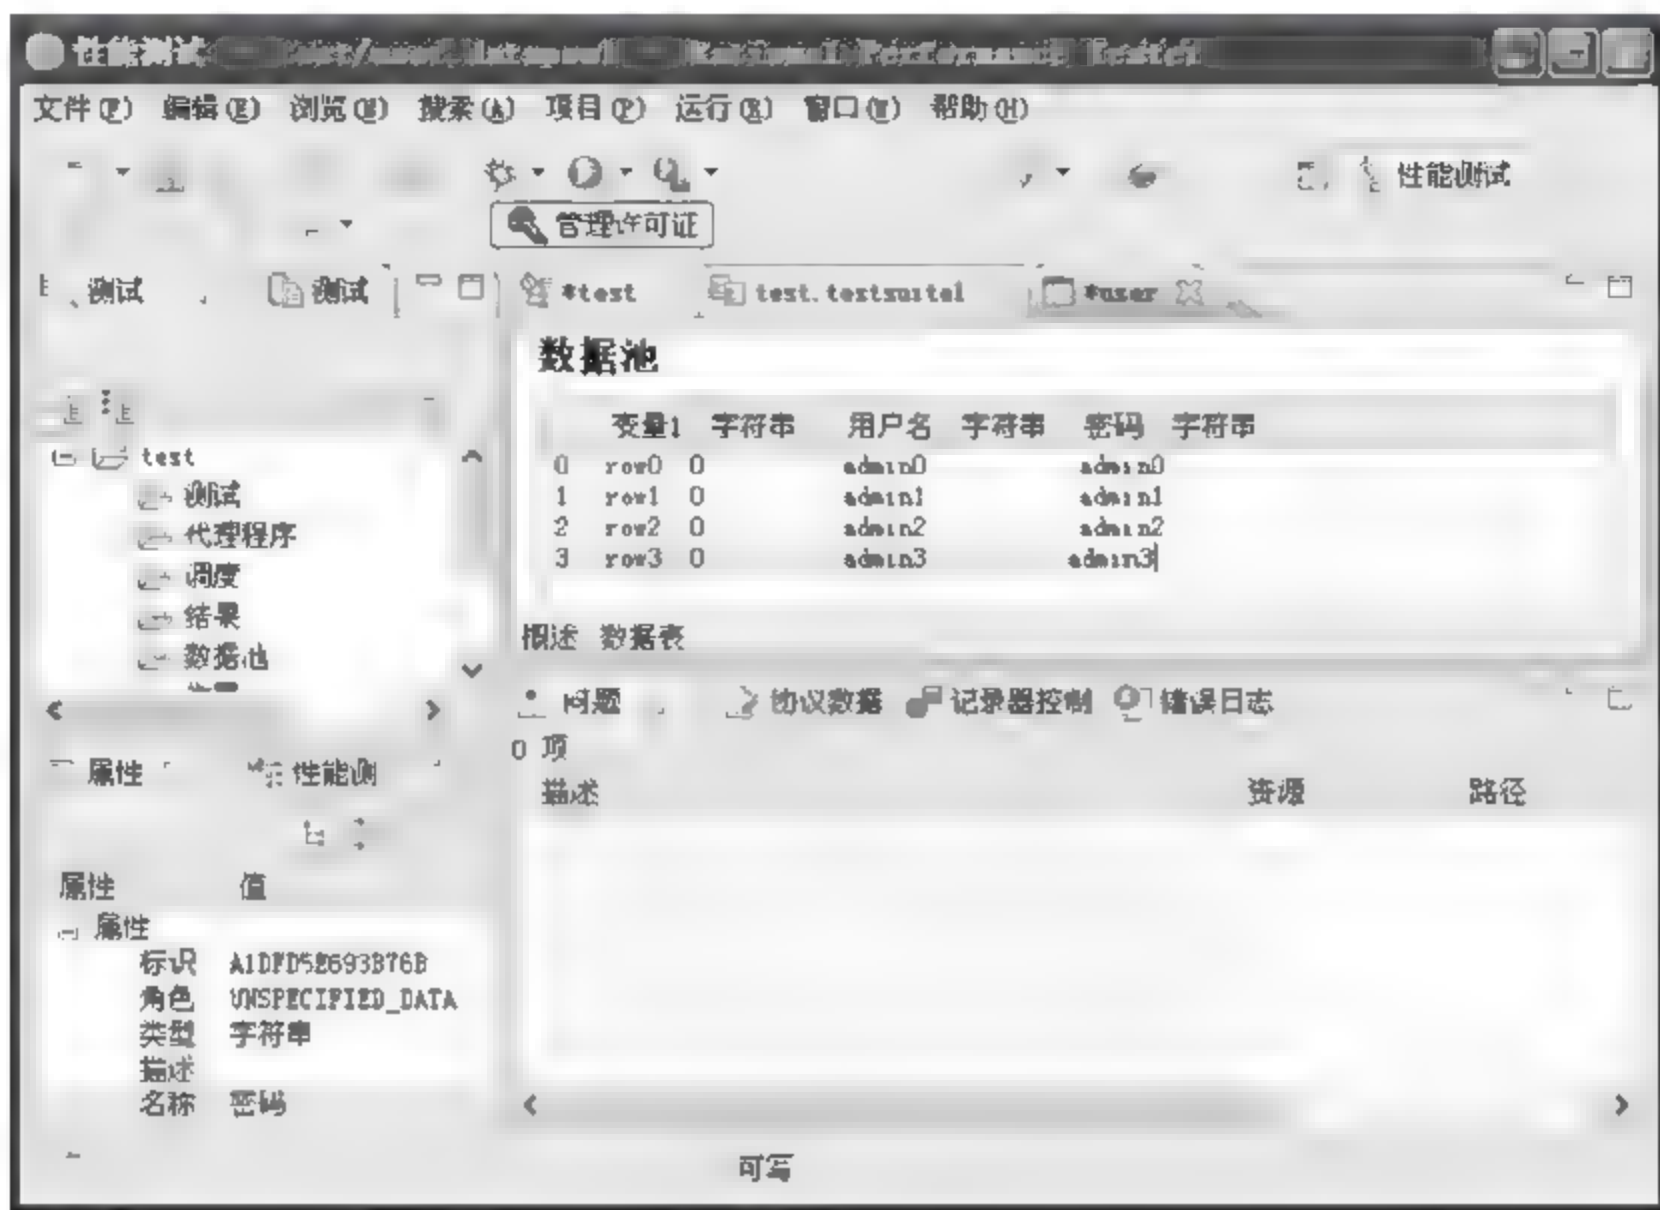 性能测试
文件(F) 编辑(E) 浏览(N) 搜索(A) 项目(P) 运行(R) 窗口(W) 帮助(H)
性能测试
管理许可证
测试 测试
*test test.testsuite1 *user
数据池
变量1 字符串 用户名 字符串 密码 字符串
0 row0 0 admin0 admin0
1 row1 0 admin1 admin1
2 row2 0 admin2 admin2
3 row3 0 admin3 admin3
概述 数据表
test
测试
代理程序
调度
结果
数据池
问题 协议数据 记录器控制 错误日志
0 项
描述 资源 路径
属性 性能测
属性 值
属性
标识 A1DFD5E693B76B
角色 UNSPECIFIED_DATA
类型 字符串
描述
名称 密码
可写